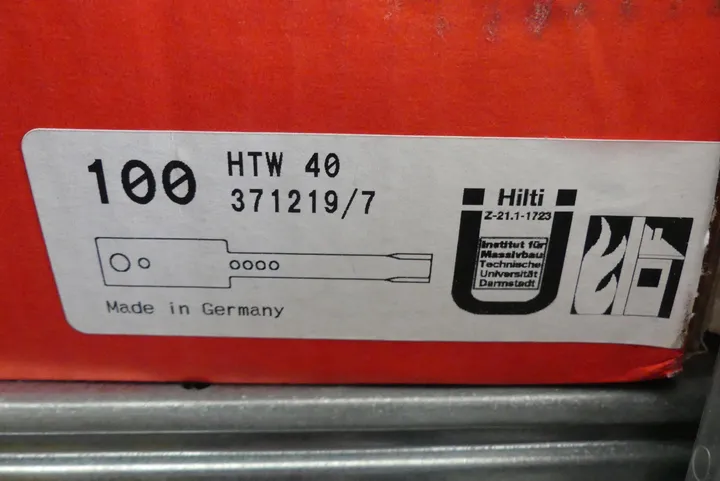 100
HTW 40
371219/7
Made in Germany
Hilti
Z-21.1-1723
Institut für
Massivbau
Technische
Universität
Darmstadt